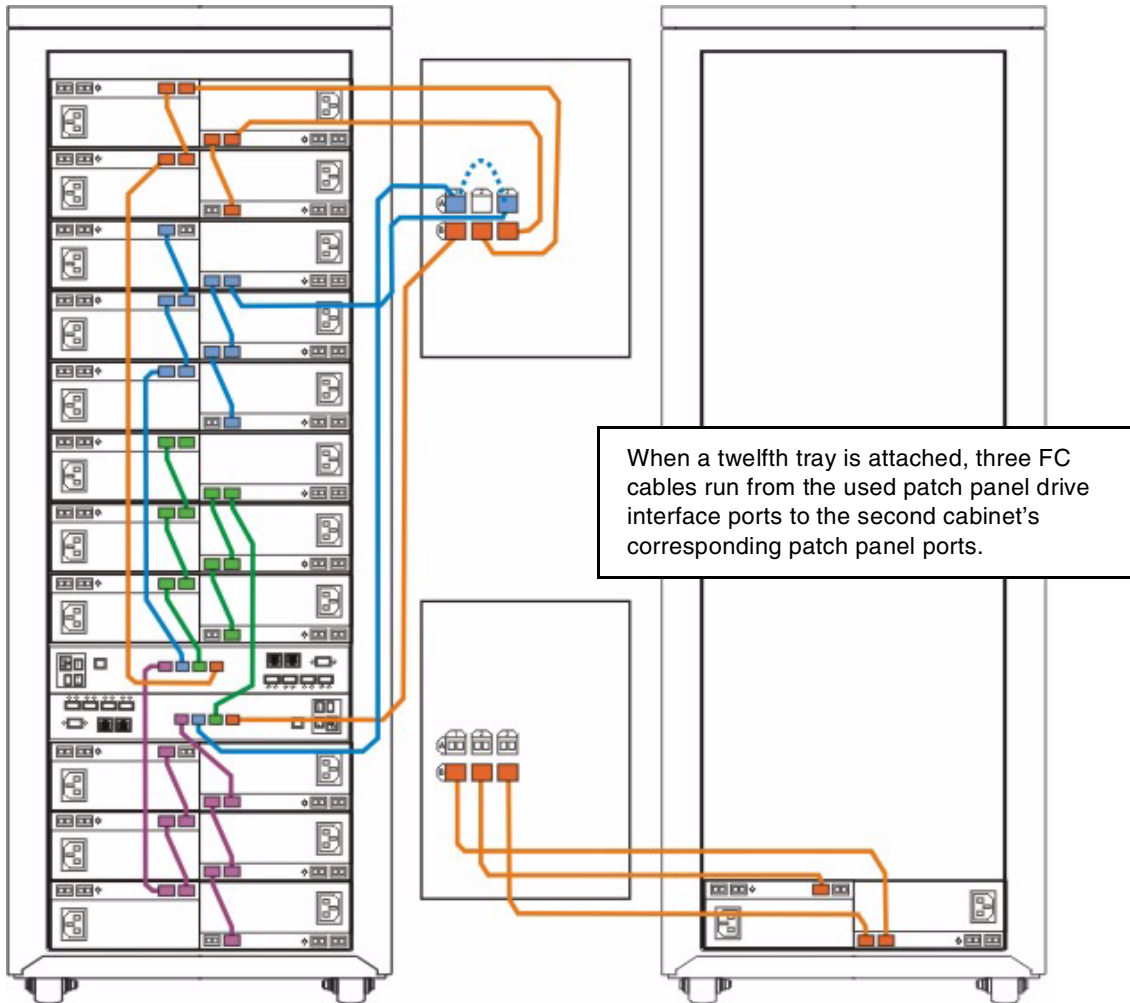 When a twelfth tray is attached, three FC
cables run from the used patch panel drive
interface ports to the second cabinet's
corresponding patch panel ports.